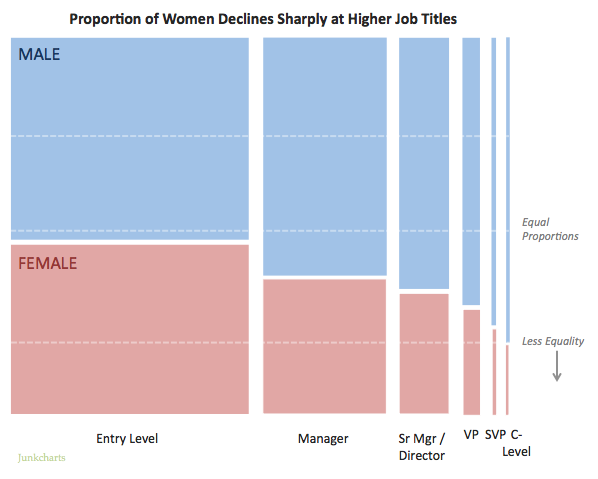 Proportion of Women Declines Sharply at Higher Job Titles
MALE
Equal
Proportions
FEMALE
Less Equality
Entry Level
Manager
Sr Mgr /
Director
VP
SVP
C-
Level
Junkcharts